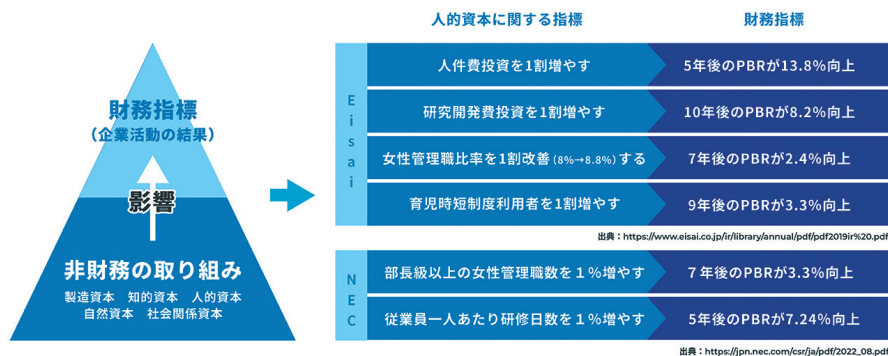 財務指標
（企業活動の結果）
影響
非財務の取り組み
製造資本　知的資本　人的資本
自然資本　社会関係資本
人的資本に関する指標
財務指標
Eisai
人件費投資を1割増やす
5年後のPBRが13.8%向上
研究開発費投資を1割増やす
10年後のPBRが8.2%向上
女性管理職比率を1割改善(8%→8.8%)する
7年後のPBRが2.4%向上
育児時短制度利用者を1割増やす
9年後のPBRが3.3%向上
出典：https://www.eisai.co.jp/ir/library/annual/pdf/pdf2019ir%20.pdf
NEC
部長級以上の女性管理職数を１%増やす
７年後のPBRが3.3%向上
従業員一人あたり研修日数を１%増やす
5年後のPBRが7.24%向上
出典：https://jpn.nec.com/csr/ja/pdf/2022_08.pdf